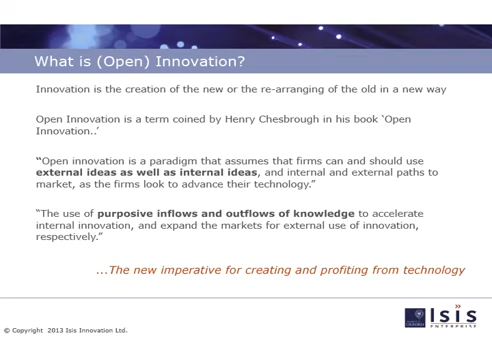 What is (Open) Innovation?
Innovation is the creation of the new or the re-arranging of the old in a new way
Open Innovation is a term coined by Henry Chesbrough in his book ‘Open
Innovation..’
“Open innovation is a paradigm that assumes that firms can and should use
external ideas as well as internal ideas, and internal and external paths to
market, as the firms look to advance their technology.”
“The use of purposive inflows and outflows of knowledge to accelerate
internal innovation, and expand the markets for external use of innovation,
respectively.”
...The new imperative for creating and profiting from technology
Isis
ENTERPRISE
© Copyright 2013 Isis Innovation Ltd.